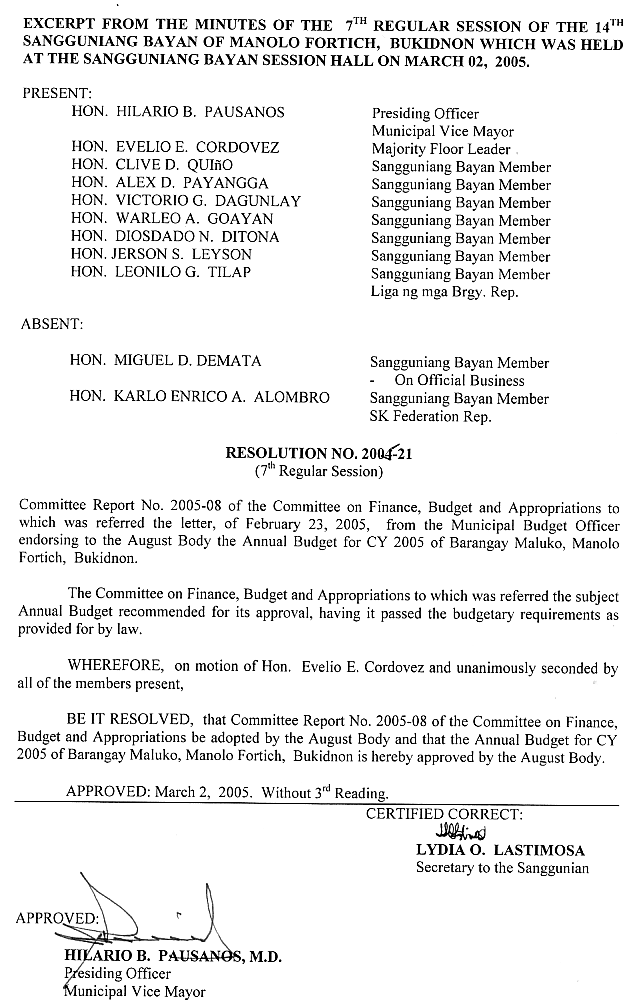 EXCERPT FROM THE MINUTES OF THE 7TH REGULAR SESSION OF THE 14TH
SANGGUNIANG BAYAN OF MANOLO FORTICH, BUKIDNON WHICH WAS HELD
AT THE SANGGUNIANG BAYAN SESSION HALL ON MARCH 02, 2005.
PRESENT:
HON. HILARIO B. PAUSANOS Presiding Officer
Municipal Vice Mayor
HON. EVELIO E. CORDOVEZ Majority Floor Leader
HON. CLIVE D. QUIñO Sangguniang Bayan Member
HON. ALEX D. PAYANGGA Sangguniang Bayan Member
HON. VICTORIO G. DAGUNLAY Sangguniang Bayan Member
HON. WARLEO A. GOAYAN Sangguniang Bayan Member
HON. DIOSDADO N. DITONA Sangguniang Bayan Member
HON. JERSON S. LEYSON Sangguniang Bayan Member
HON. LEONILO G. TILAP Sangguniang Bayan Member
Liga ng mga Brgy. Rep.
ABSENT:
HON. MIGUEL D. DEMATA Sangguniang Bayan Member
- On Official Business
HON. KARLO ENRICO A. ALOMBRO Sangguniang Bayan Member
SK Federation Rep.
RESOLUTION NO. 2005-21
(7th Regular Session)
Committee Report No. 2005-08 of the Committee on Finance, Budget and Appropriations to
which was referred the letter, of February 23, 2005, from the Municipal Budget Officer
endorsing to the August Body the Annual Budget for CY 2005 of Barangay Maluko, Manolo
Fortich, Bukidnon.
The Committee on Finance, Budget and Appropriations to which was referred the subject
Annual Budget recommended for its approval, having it passed the budgetary requirements as
provided for by law.
WHEREFORE, on motion of Hon. Evelio E. Cordovez and unanimously seconded by
all of the members present,
BE IT RESOLVED, that Committee Report No. 2005-08 of the Committee on Finance,
Budget and Appropriations be adopted by the August Body and that the Annual Budget for CY
2005 of Barangay Maluko, Manolo Fortich, Bukidnon is hereby approved by the August Body.
APPROVED: March 2, 2005. Without 3rd Reading.
CERTIFIED CORRECT:
LYDIA O. LASTIMOSA
Secretary to the Sanggunian
APPROVED:
HILARIO B. PAUSANOS, M.D.
Presiding Officer
Municipal Vice Mayor